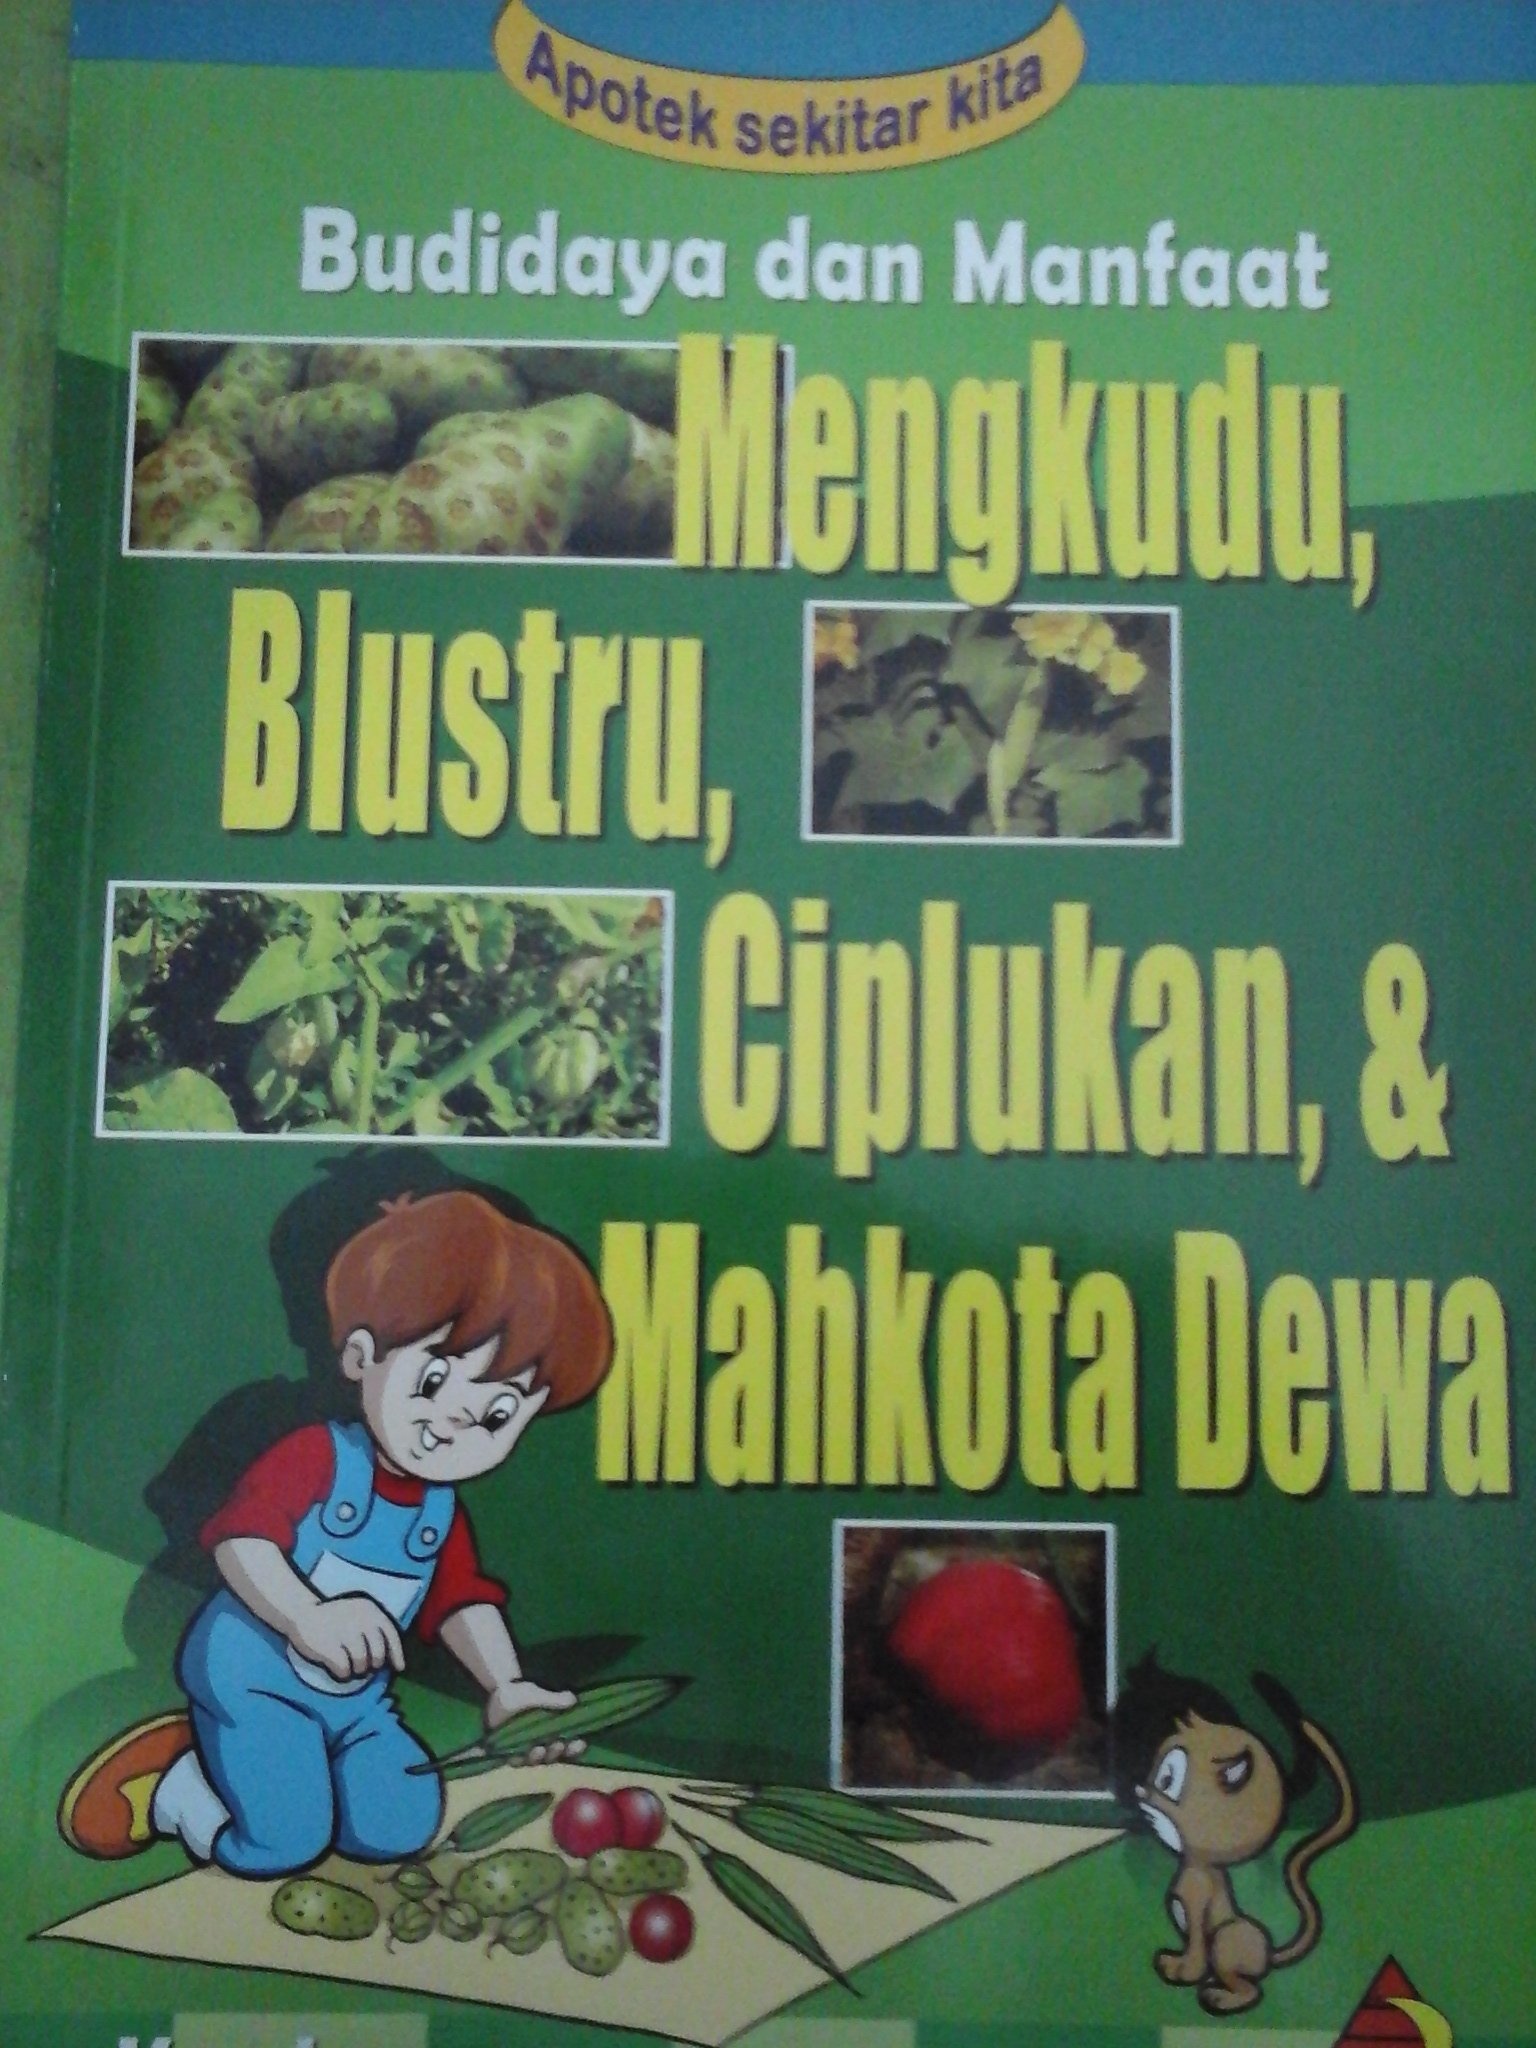 Apotek sekitar kita
Budidaya dan Manfaat
Mengkudu,
Blustru,
Ciplukan, &
Mahkota Dewa